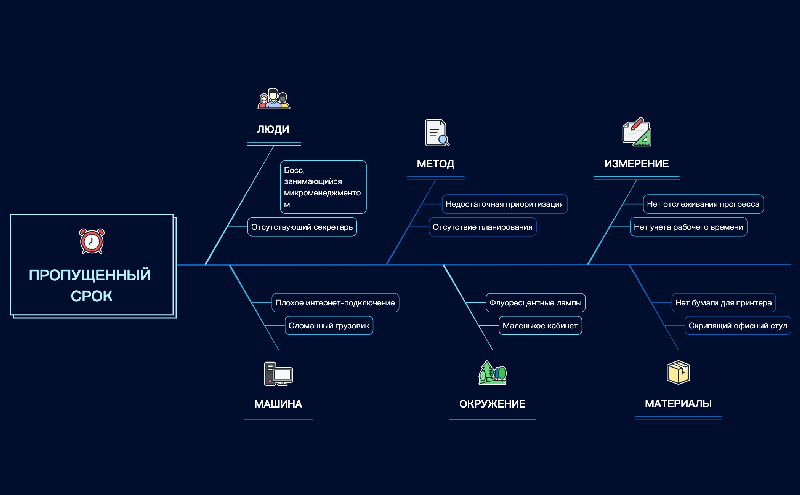 ЛЮДИ
МЕТОД
ИЗМЕРЕНИЕ
Босс,
занимающийся
микроменеджменто
м
Отсутствующий секретарь
Недостаточная приоритизация
Отсутствие планирования
Нет отслеживания прогресса
Нет учета рабочего времени
ПРОПУЩЕННЫЙ
СРОК
Плохое интернет-подключение
Сломанный грузовик
Флуоресцентные лампы
Маленькое кабинет
Нет бумаги для принтера
Скрипящий офисный стул
МАШИНА
ОКРУЖЕНИЕ
МАТЕРИАЛЫ